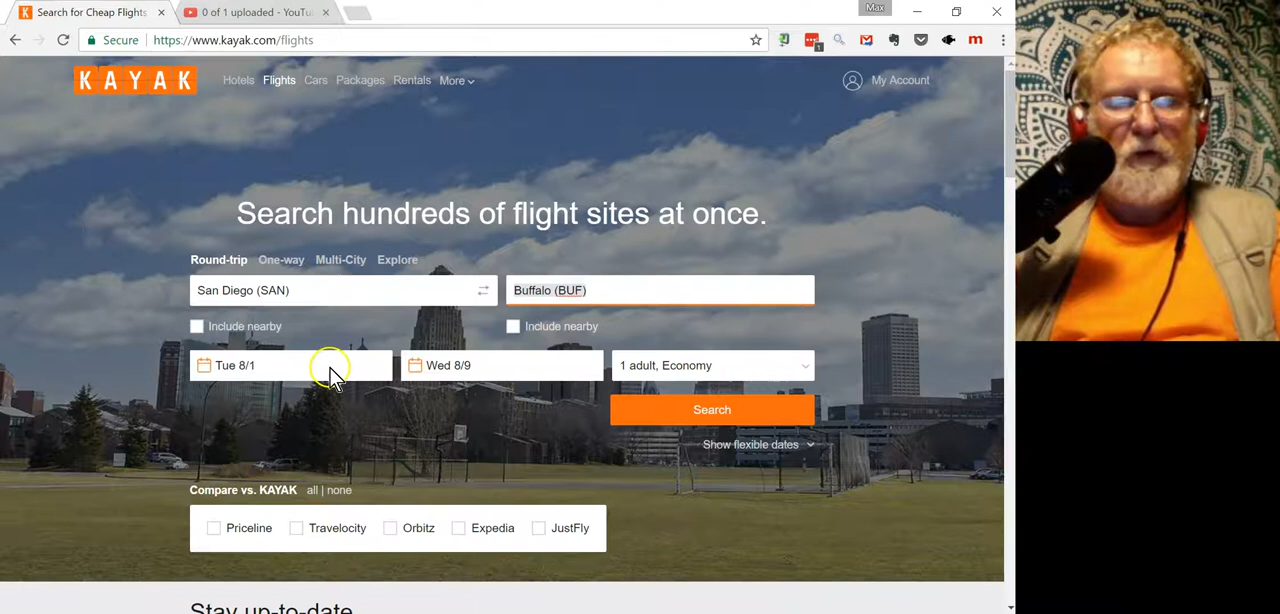 Search for Cheap Flights
0 of 1 uploaded - YouTu
Max
Secure
https://www.kayak.com/flights
1
m
KAYAK
Hotels Flights Cars Packages Rentals More
My Account
Search hundreds of flight sites at once.
Round-trip One-way Multi-City Explore
San Diego (SAN)
Buffalo (BUF)
Include nearby
Include nearby
Tue 8/1
Wed 8/9
1 adult, Economy
Search
Show flexible dates
Compare vs. KAYAK all | none
Priceline Travelocity Orbitz Expedia JustFly
Stay up-to-date